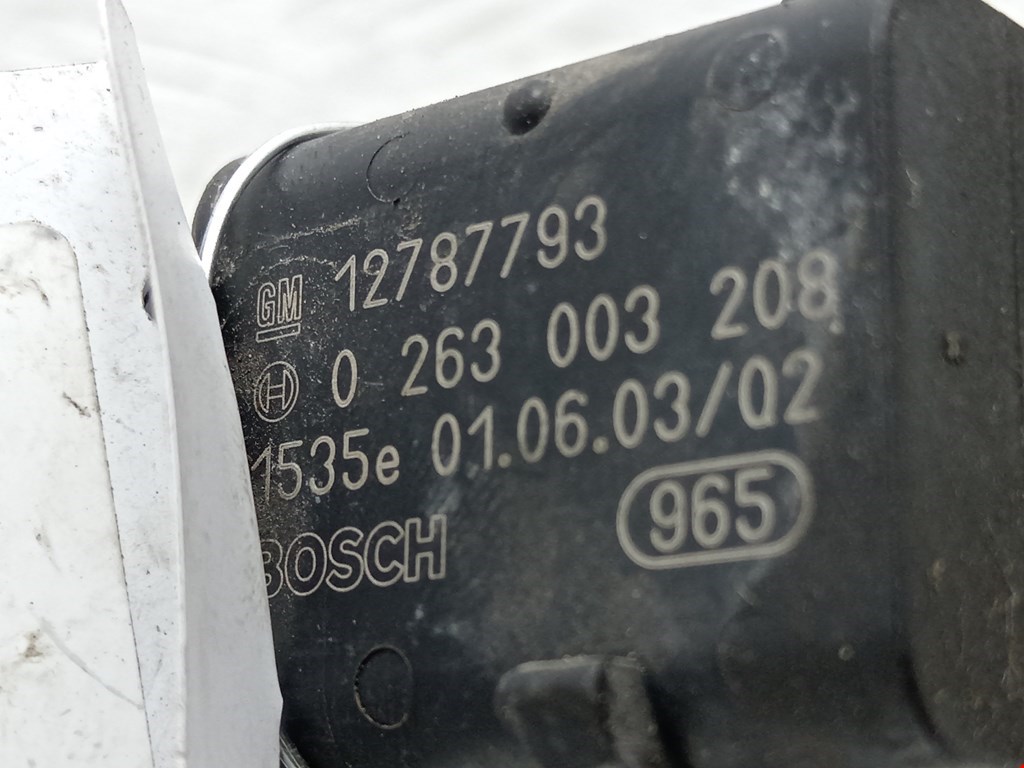 GM 12787793
0 263 003 208
1535e 01.06.03/02
BOSCH
965